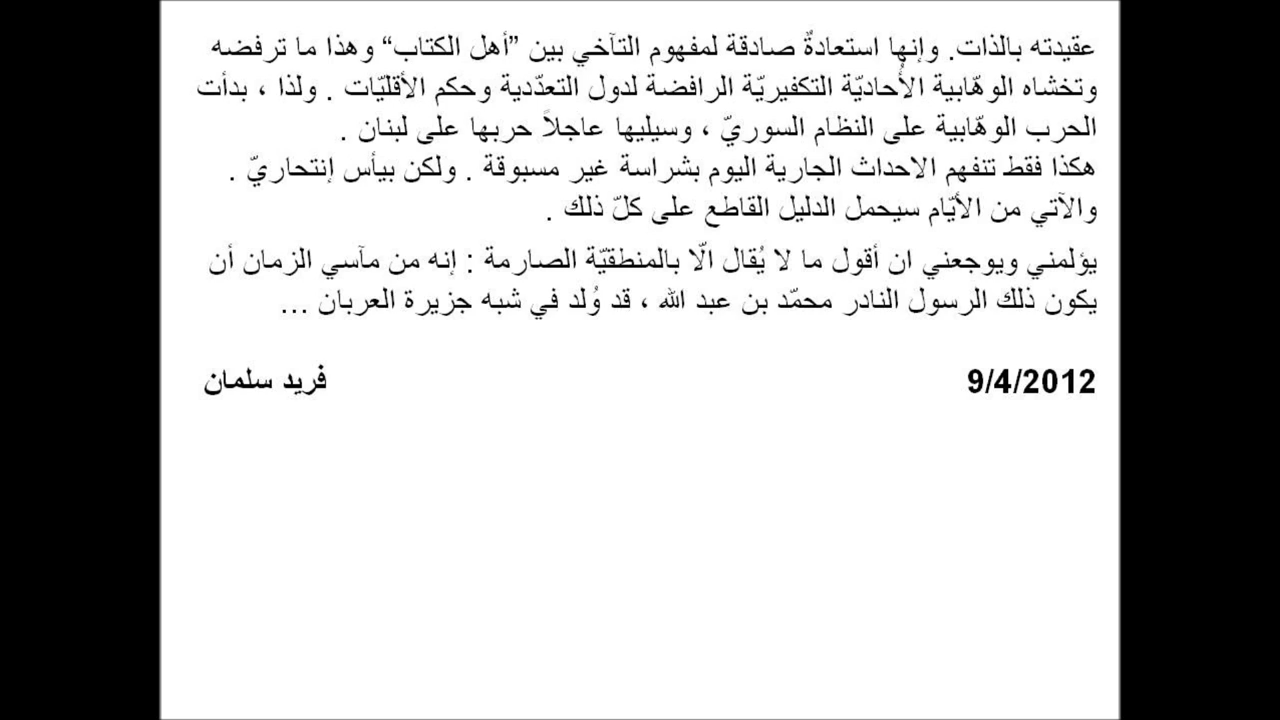 عقيدته بالذات. وإنها استعادةٌ صادقة لمفهوم التآخي بين ”أهل الكتاب“ وهذا ما ترفضه
وتخشاه الوهّابية الأُحاديّة التكفيريّة الرافضة لدول التعدّدية وحكم الأقليّات . ولذا ، بدأت
الحرب الوهّابية على النظام السوريّ ، وسيليها عاجلاً حربها على لبنان .
هكذا فقط تنفهم الاحداث الجارية اليوم بشراسة غير مسبوقة . ولكن بيأس إنتحاريّ .
والآتي من الأيّام سيحمل الدليل القاطع على كلّ ذلك .
يؤلمني ويوجعني ان أقول ما لا يُقال الّا بالمنطقيّة الصارمة : إنه من مآسي الزمان أن
يكون ذلك الرسول النادر محمّد بن عبد الله ، قد وُلد في شبه جزيرة العربان ...
9/4/2012 فريد سلمان